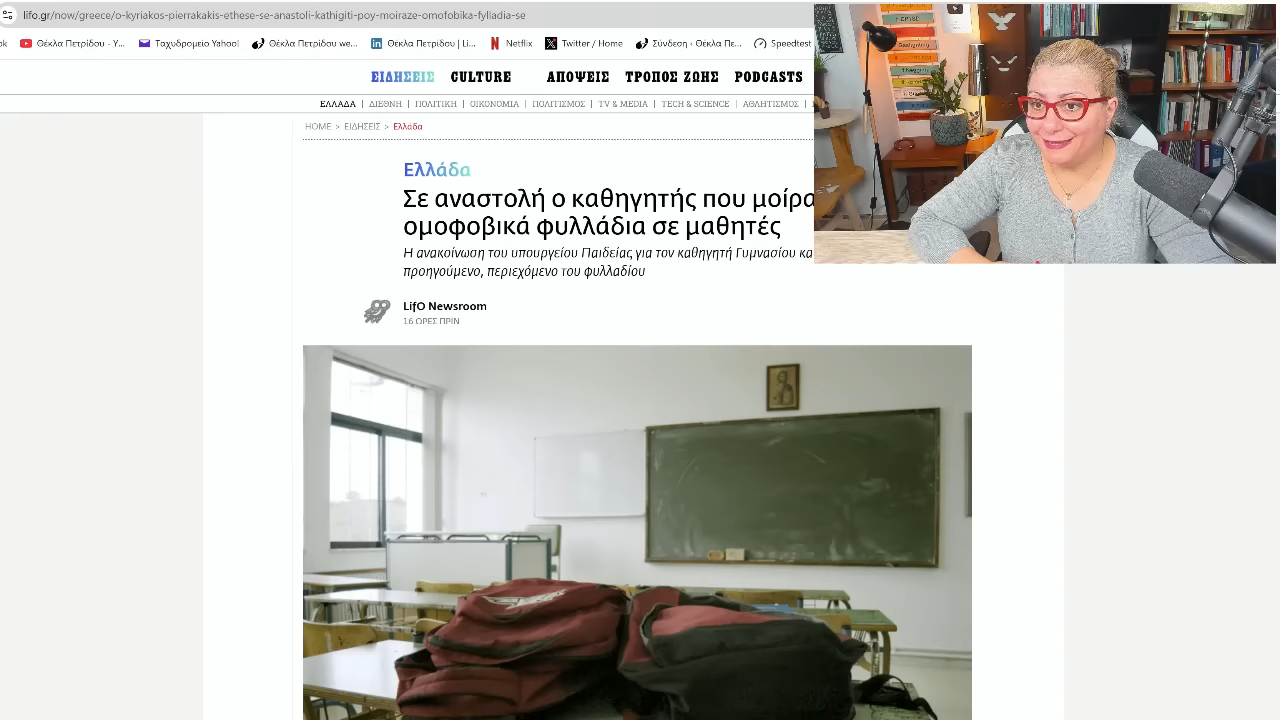 lifo.gr/now/greece/o-kyriakos-pierrakakis-ebgale-se-anastoli-kathigiti-poy-moiraze-omofobika-fylladia-se
Θέκλα Πετρίδου - Y...
Θέκλα Πετρίδου we...
Θέκλα Πετρίδου | Li...
Netflix
Twitter / Home
Σύνδεση ‹ Θέκλα Πε...
Speedtest
ΕΙΔΗΣΕΙΣ CULTURE ΑΠΟΨΕΙΣ ΤΡΟΠΟΣ ΖΩΗΣ PODCASTS
ΕΛΛΑΔΑ | ΔΙΕΘΝΗ | ΠΟΛΙΤΙΚΗ | ΟΙΚΟΝΟΜΙΑ | ΠΟΛΙΤΙΣΜΟΣ | TV & MEDIA | TECH & SCIENCE | ΑΘΛΗΤΙΣΜΟΣ |
HOME > ΕΙΔΗΣΕΙΣ > Ελλάδα
Ελλάδα
Σε αναστολή ο καθηγητής που μοίρα
ομοφοβικά φυλλάδια σε μαθητές
Η ανακοίνωση του υπουργείου Παιδείας για τον καθηγητή Γυμνασίου κα
προηγούμενο, περιεχόμενο του φυλλαδίου
LifO Newsroom
16 ΩΡΕΣ ΠΡΙΝ